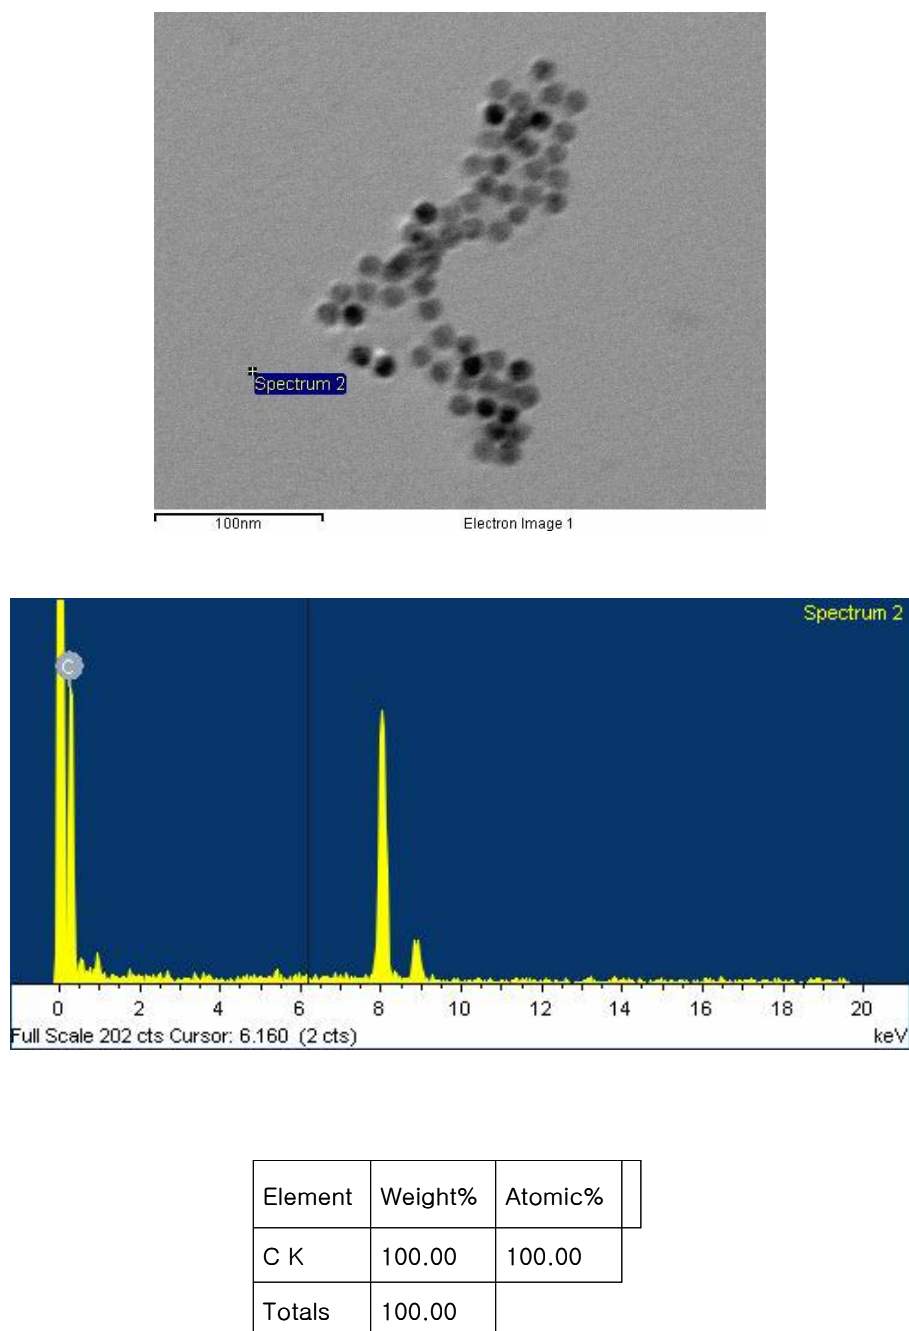 Spectrum 2
100nm
Electron Image 1
Spectrum 2
C
0 2 4 6 8 10 12 14 16 18 20
Full Scale 202 cts Cursor: 6.160 (2 cts)
keV
Element Weight% Atomic%
C K 100.00 100.00
Totals 100.00